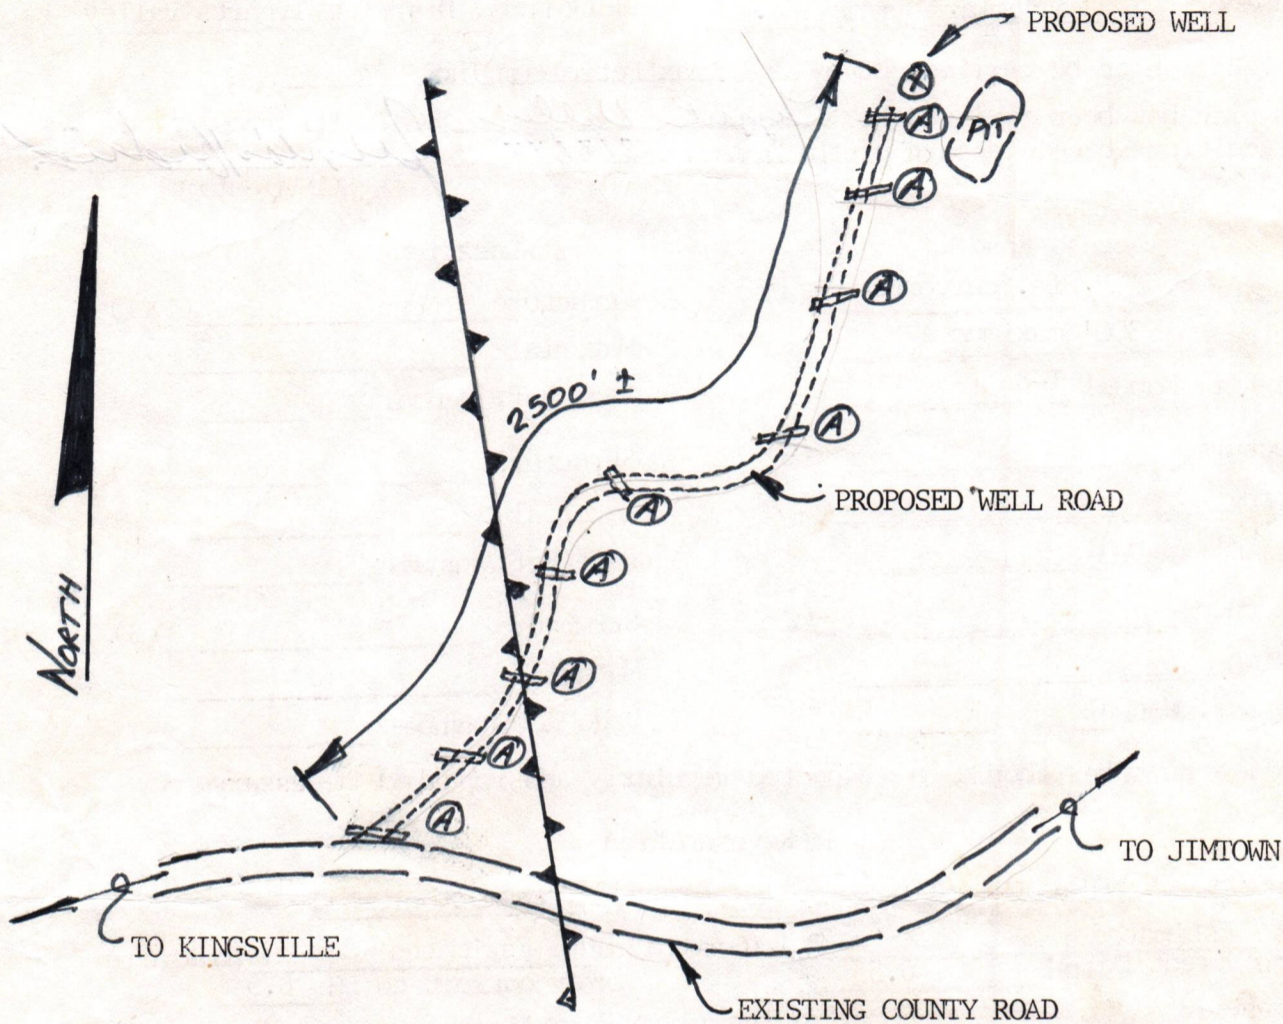 PROPOSED WELL
X
A
PIT
A
A
2500' ±
A
PROPOSED WELL ROAD
A
A
NORTH
A
A
A
TO JIMTOWN
TO KINGSVILLE
EXISTING COUNTY ROAD